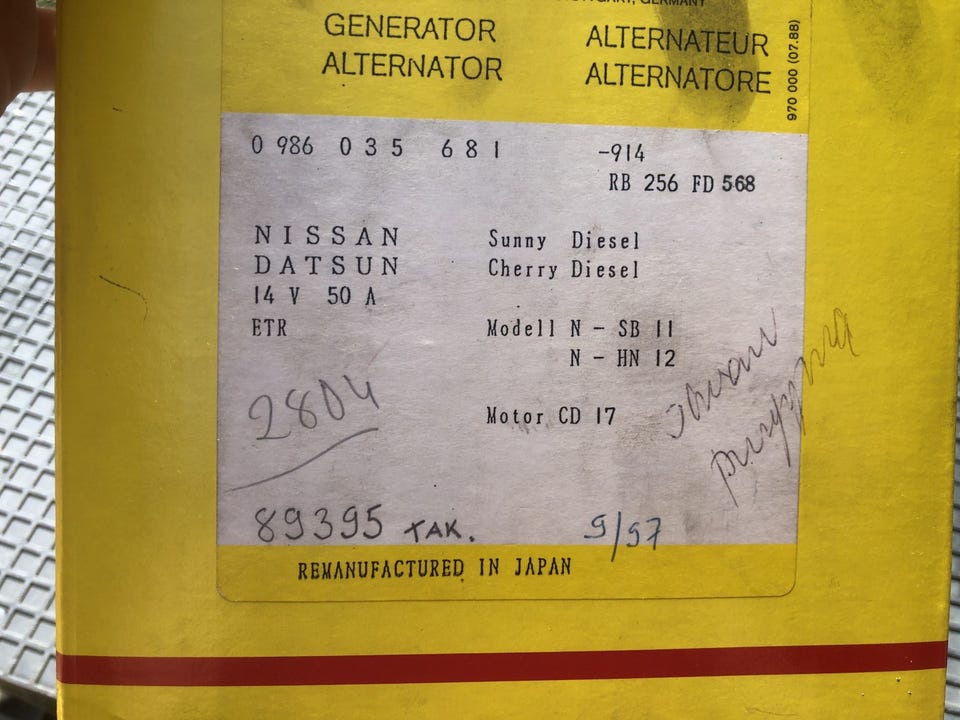 GERMANY
GENERATOR ALTERNATEUR
ALTERNATOR ALTERNATORE
970 000 (07.88)
0 986 035 681 -914
RB 256 FD 568
NISSAN Sunny Diesel
DATSUN Cherry Diesel
14 V 50 A
ETR Modell N - SB 11
N - HN 12
2804
Motor CD 17
89395 TAK. 9/97
REMANUFACTURED IN JAPAN